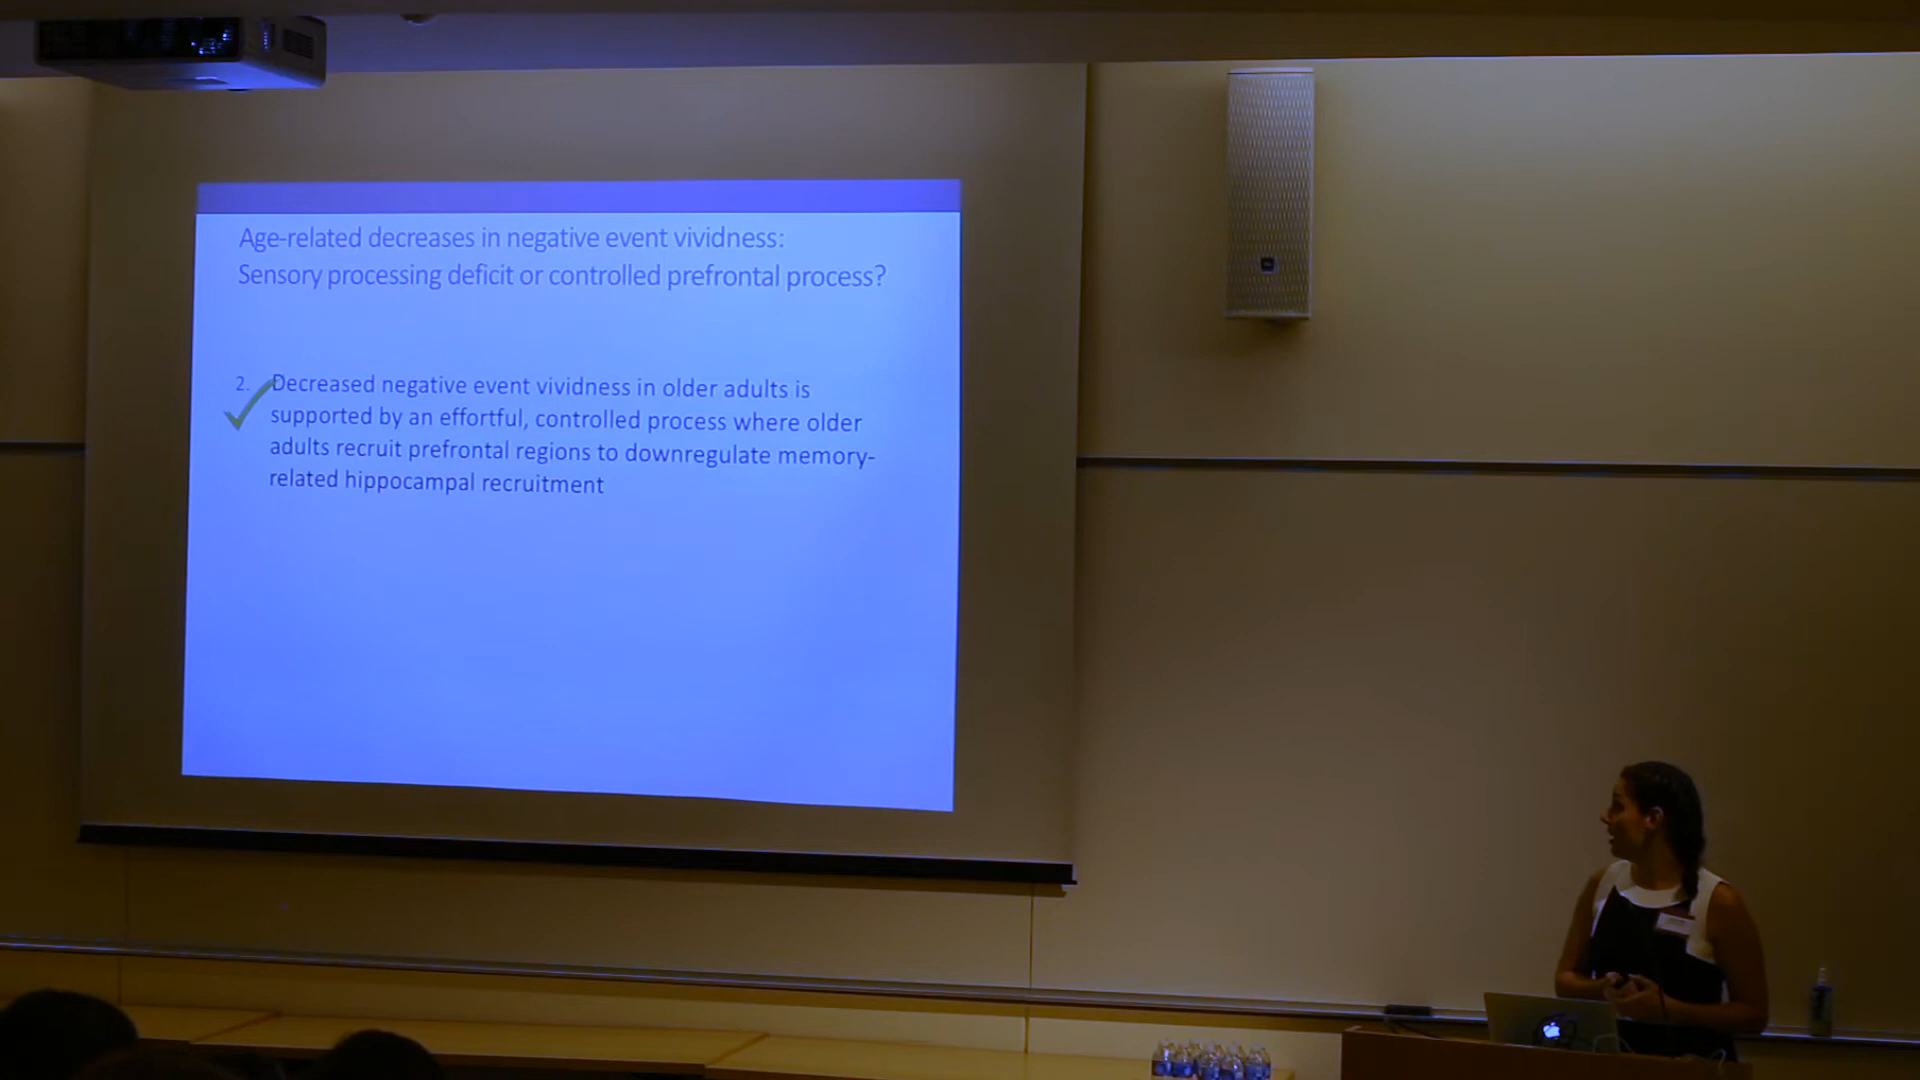 Age-related decreases in negative event vividness:
Sensory processing deficit or controlled prefrontal process?
2. Decreased negative event vividness in older adults is
supported by an effortful, controlled process where older
adults recruit prefrontal regions to downregulate memory-
related hippocampal recruitment